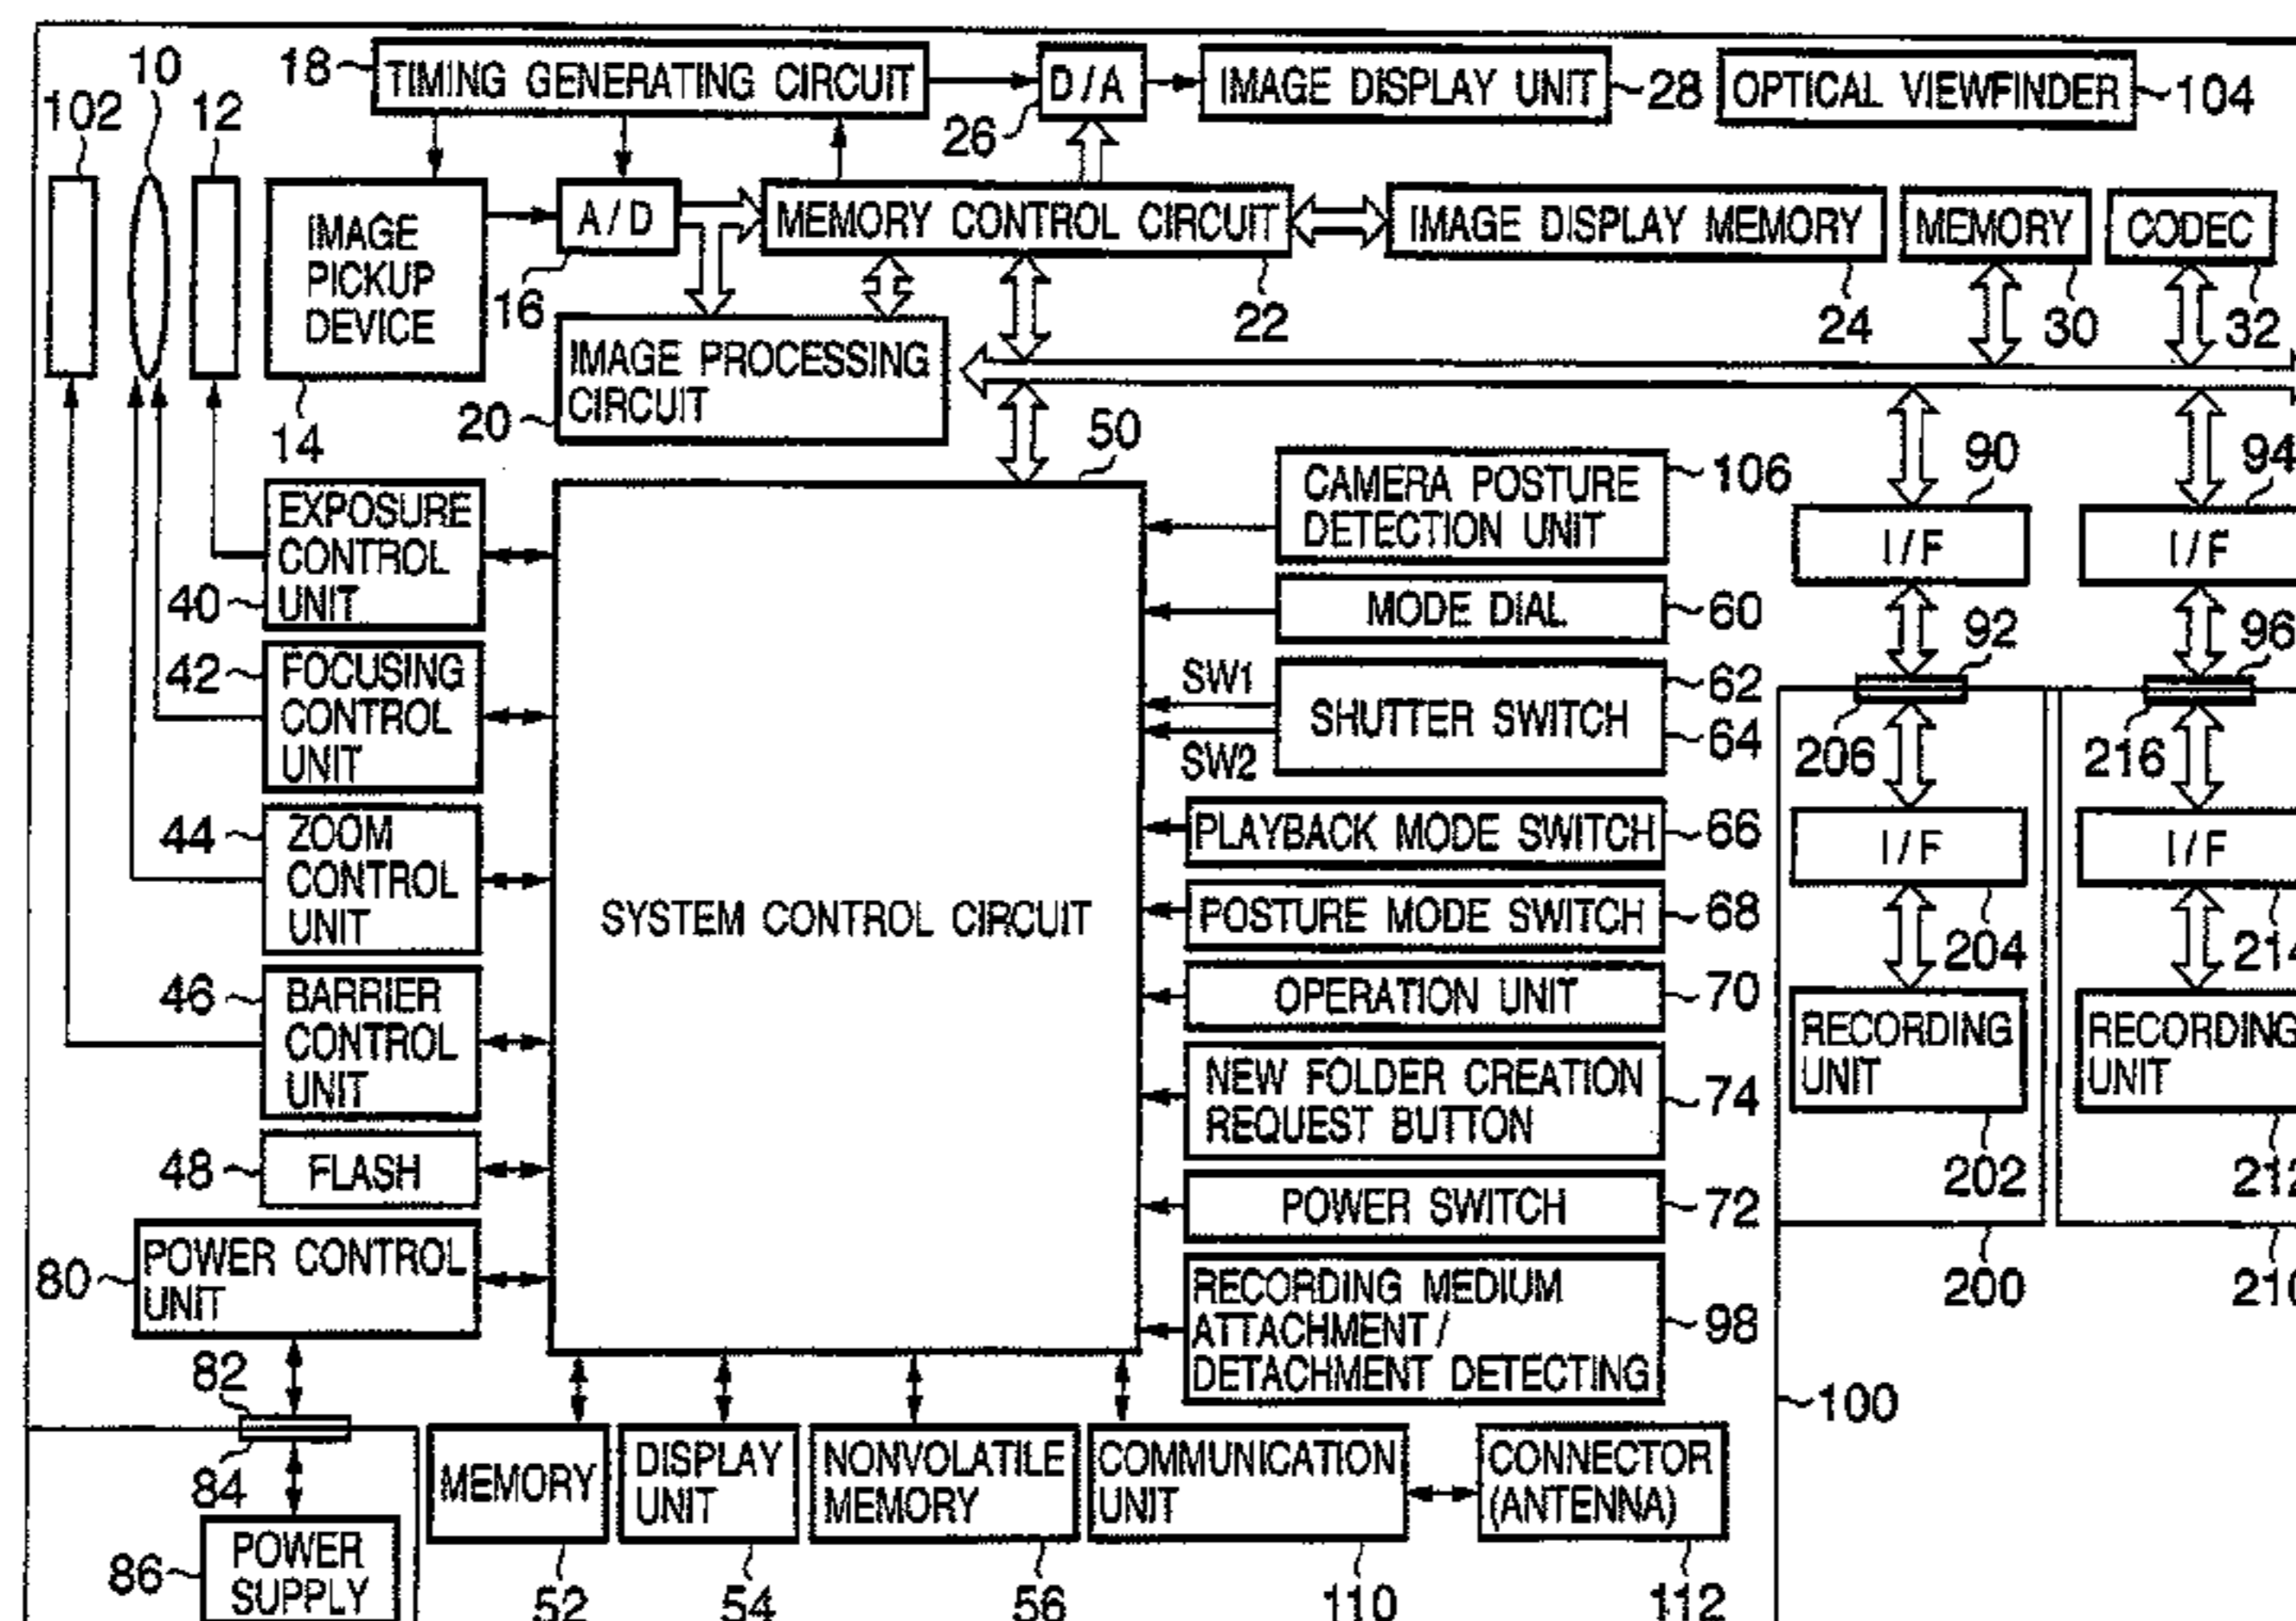 18
TIMING GENERATING CIRCUIT
D/A
26
IMAGE DISPLAY UNIT
28
OPTICAL VIEWFINDER
104
102
10
12
IMAGE
PICKUP
DEVICE
14
A/D
16
MEMORY CONTROL CIRCUIT
22
IMAGE DISPLAY MEMORY
24
MEMORY
30
CODEC
32
IMAGE PROCESSING
CIRCUIT
20
50
SYSTEM CONTROL CIRCUIT
EXPOSURE
CONTROL
UNIT
40
42
FOCUSING
CONTROL
UNIT
44
ZOOM
CONTROL
UNIT
46
BARRIER
CONTROL
UNIT
48
FLASH
80
POWER CONTROL
UNIT
82
84
86
POWER
SUPPLY
CAMERA POSTURE
DETECTION UNIT
106
MODE DIAL
60
SW1
SW2
SHUTTER SWITCH
62
64
PLAYBACK MODE SWITCH
66
POSTURE MODE SWITCH
68
OPERATION UNIT
70
NEW FOLDER CREATION
REQUEST BUTTON
74
POWER SWITCH
72
RECORDING MEDIUM
ATTACHMENT/
DETACHMENT DETECTING
98
90
I/F
92
206
I/F
204
RECORDING
UNIT
202
200
94
I/F
96
216
I/F
214
RECORDING
UNIT
212
210
100
MEMORY
52
DISPLAY
UNIT
54
NONVOLATILE
MEMORY
56
COMMUNICATION
UNIT
110
CONNECTOR
(ANTENNA)
112